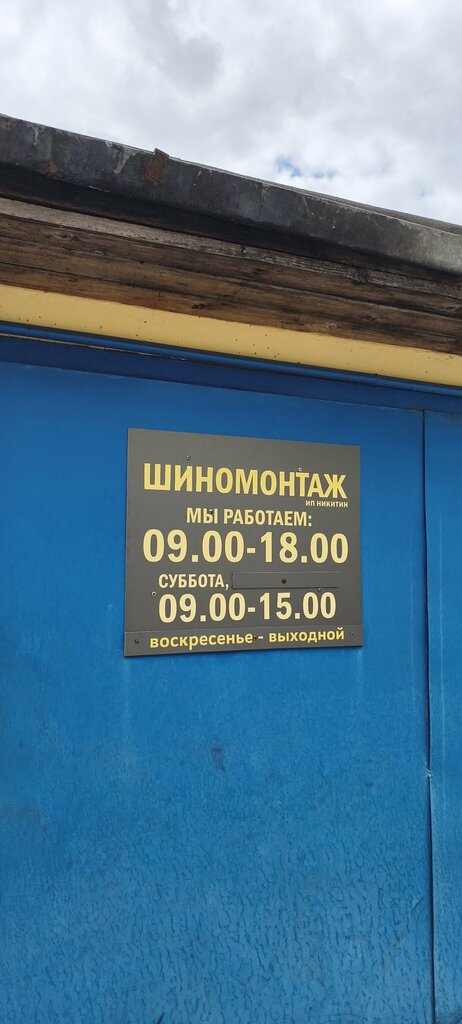 ШИНОМОНТАЖ
ИП НИКИТИН
МЫ РАБОТАЕМ:
09.00-18.00
СУББОТА,
09.00-15.00
воскресенье - выходной